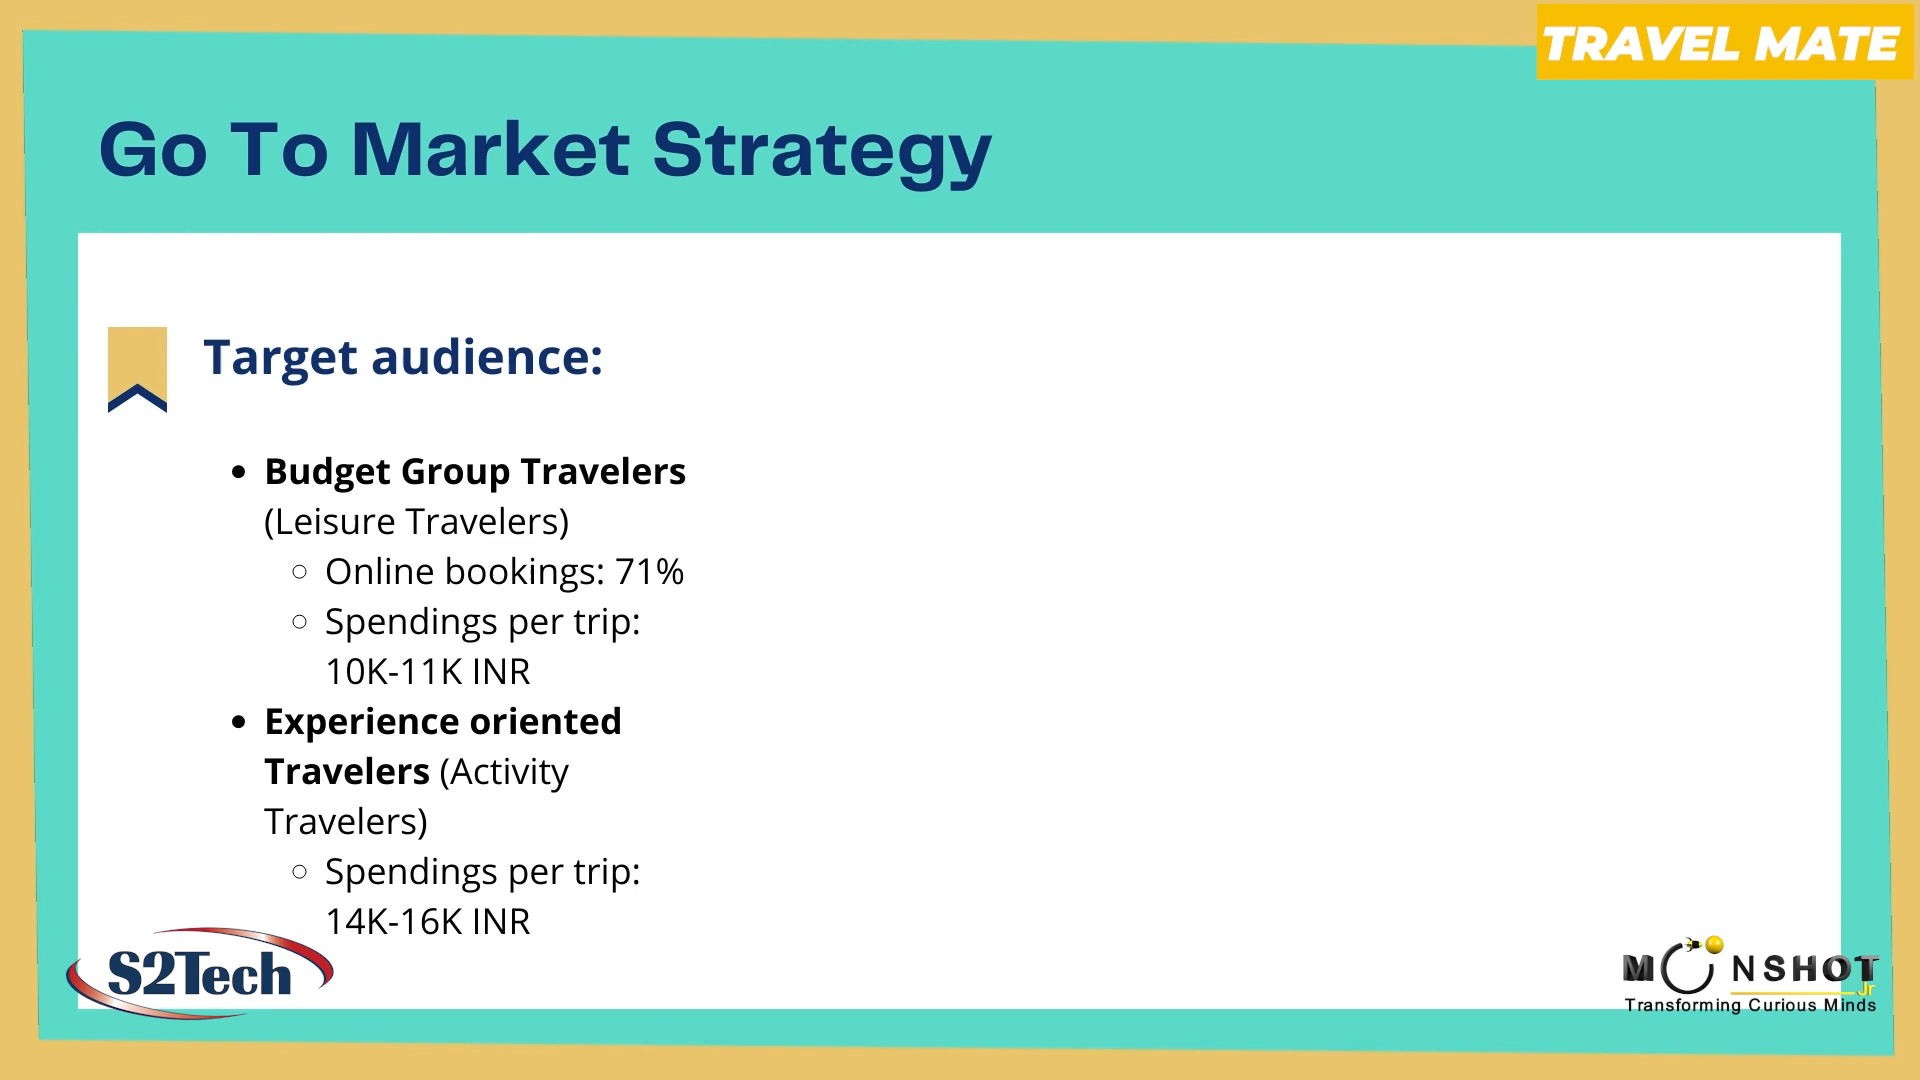 TRAVEL MATE
Go To Market Strategy
Target audience:
• Budget Group Travelers
(Leisure Travelers)
○ Online bookings: 71%
○ Spendings per trip:
10K-11K INR
• Experience oriented
Travelers (Activity
Travelers)
○ Spendings per trip:
14K-16K INR
S2Tech
MOONSHOT
Jr
Transforming Curious Minds